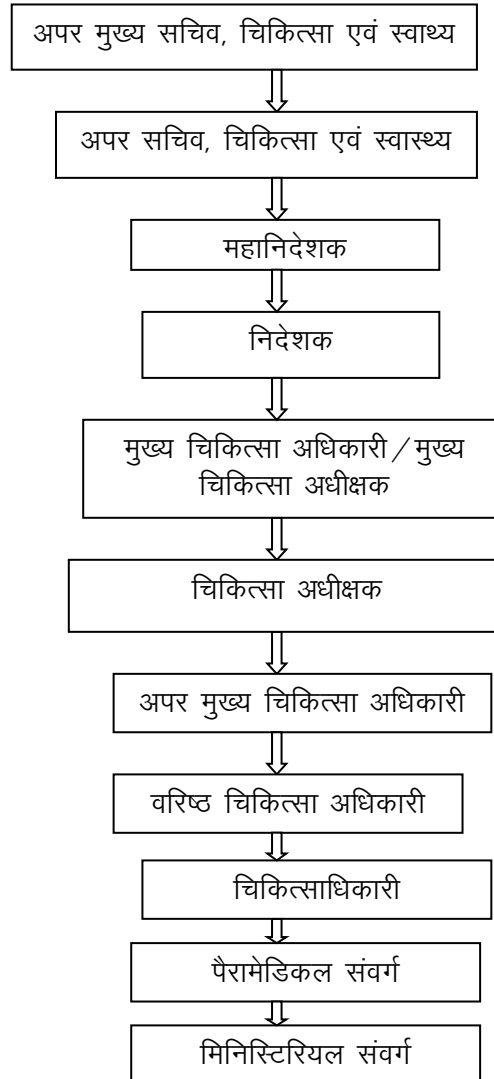 अपर मुख्य सचिव, चिकित्सा एवं स्वाथ्य
अपर सचिव, चिकित्सा एवं स्वास्थ्य
महानिदेशक
निदेशक
मुख्य चिकित्सा अधिकारी / मुख्य
चिकित्सा अधीक्षक
चिकित्सा अधीक्षक
अपर मुख्य चिकित्सा अधिकारी
वरिष्ठ चिकित्सा अधिकारी
चिकित्साधिकारी
पैरामेडिकल संवर्ग
मिनिस्टिरियल संवर्ग